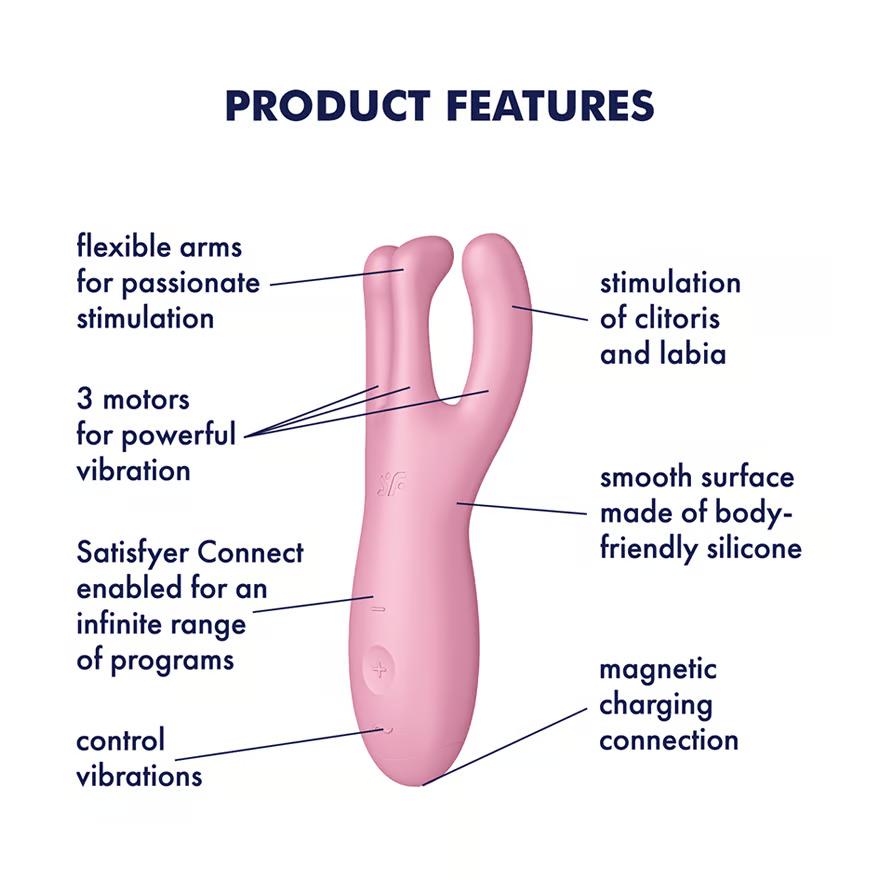 PRODUCT FEATURES
flexible arms
for passionate
stimulation
3 motors
for powerful
vibration
Satisfyer Connect
enabled for an
infinite range
of programs
control
vibrations
stimulation
of clitoris
and labia
smooth surface
made of body-
friendly silicone
magnetic
charging
connection
sf